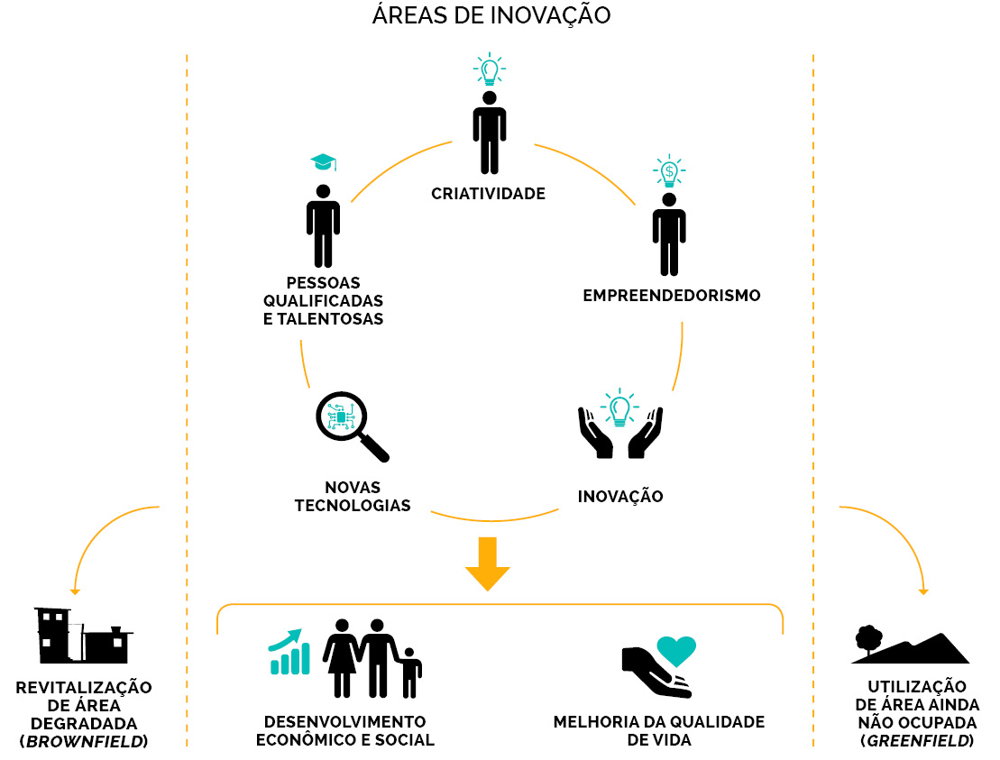 ÁREAS DE INOVAÇÃO
CRIATIVIDADE
PESSOAS
QUALIFICADAS
E TALENTOSAS
EMPREENDEDORISMO
NOVAS
TECNOLOGIAS
INOVAÇÃO
REVITALIZAÇÃO
DE ÁREA
DEGRADADA
(BROWNFIELD)
DESENVOLVIMENTO
ECONÔMICO E SOCIAL
MELHORIA DA QUALIDADE
DE VIDA
UTILIZAÇÃO
DE ÁREA AINDA
NÃO OCUPADA
(GREENFIELD)